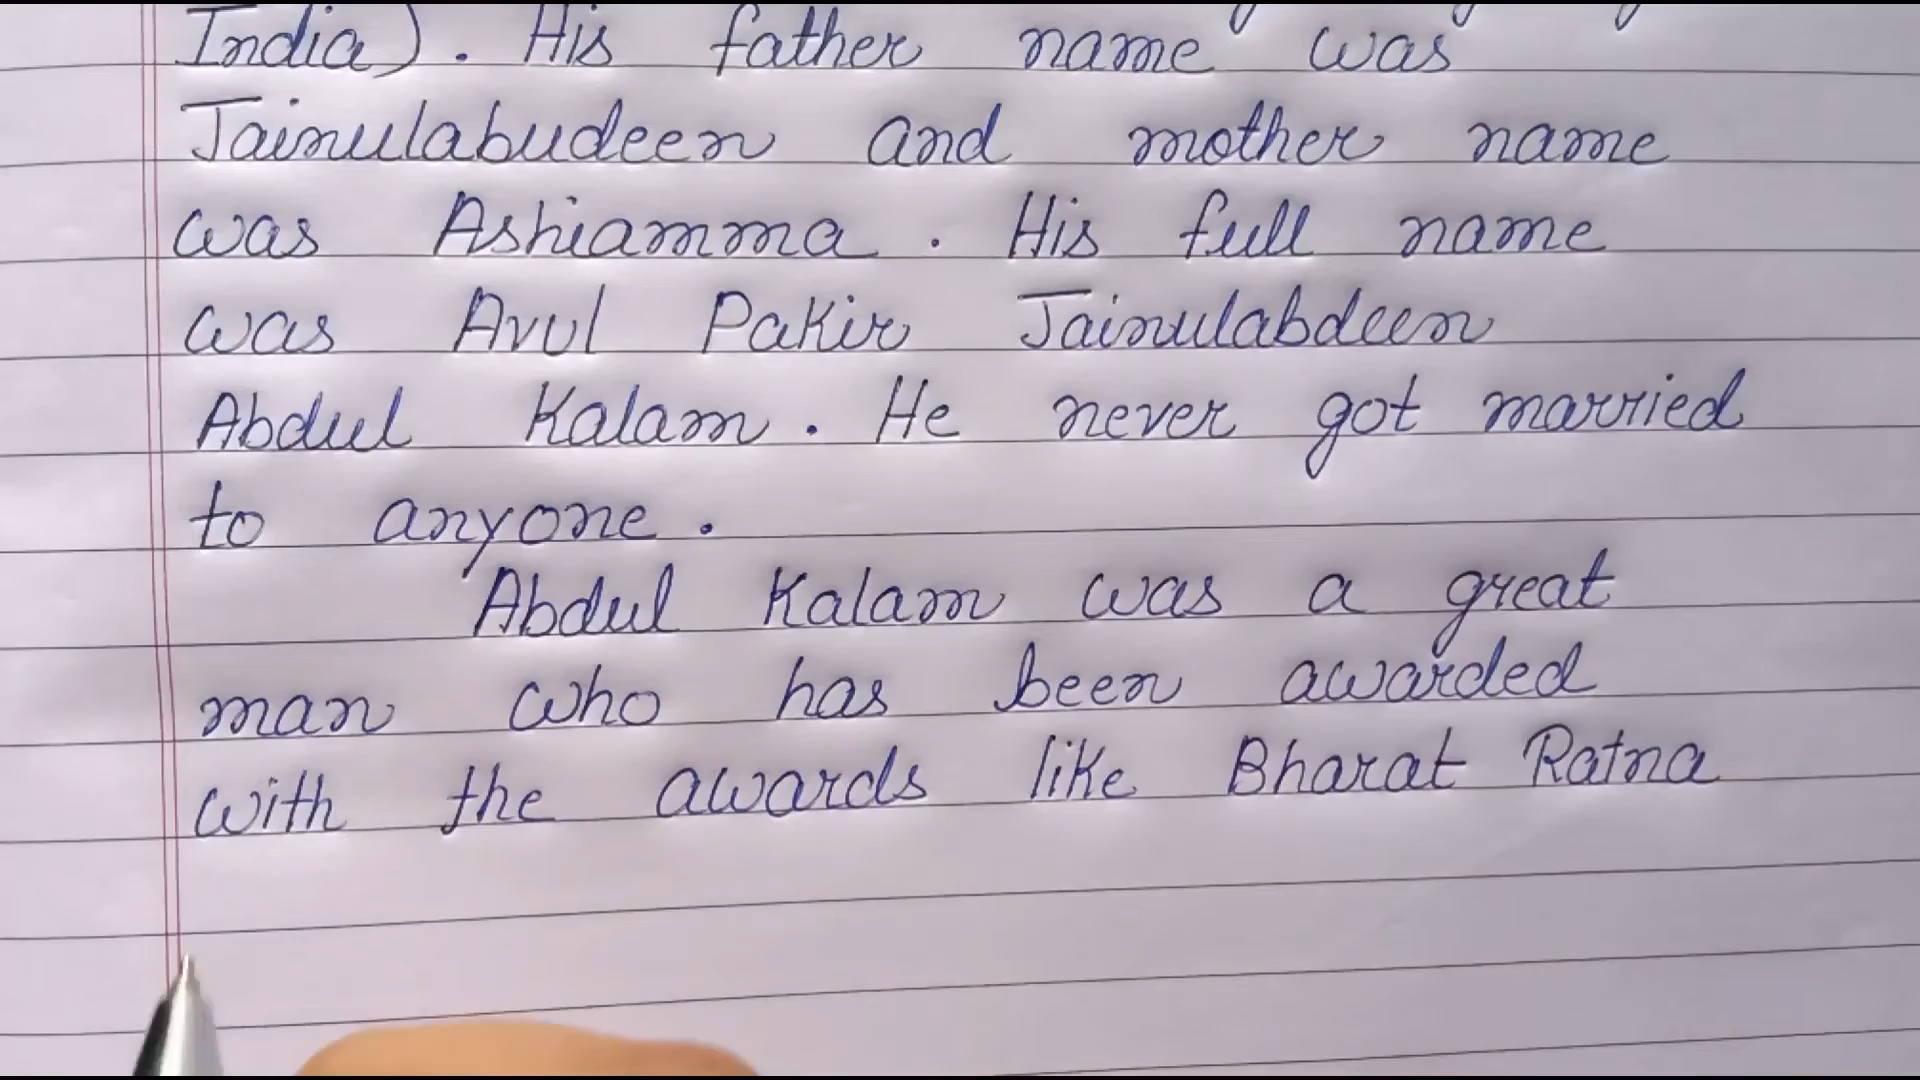 India). His father name was
Jainulabudeen and mother name
was Ashiamma. His full name
was Avul Pakir Jainulabdeen
Abdul Kalam. He never got married
to anyone.
Abdul Kalam was a great
man who has been awarded
with the awards like Bharat Ratna